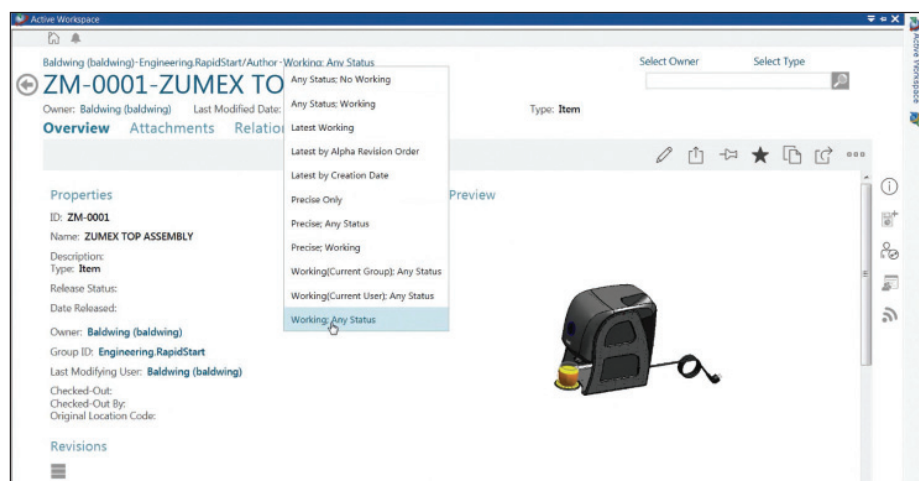 Active Workspace
Baldwing (baldwing)-Engineering.RapidStart/Author -Working; Any Status
Select Owner
Select Type
ZM-0001-ZUMEX TO
Owner: Baldwing (baldwing)
Last Modified Date:
Type: Item
Overview
Attachments
Relation
Any Status; No Working
Any Status; Working
Latest Working
Latest by Alpha Revision Order
Latest by Creation Date
Precise Only
Precise; Any Status
Precise; Working
Working(Current Group); Any Status
Working(Current User); Any Status
Working; Any Status
Properties
ID: ZM-0001
Name: ZUMEX TOP ASSEMBLY
Description:
Type: Item
Release Status:
Date Released:
Owner: Baldwing (baldwing)
Group ID: Engineering.RapidStart
Last Modifying User: Baldwing (baldwing)
Checked-Out:
Checked-Out By:
Original Location Code:
Revisions
Preview
Active Workspace